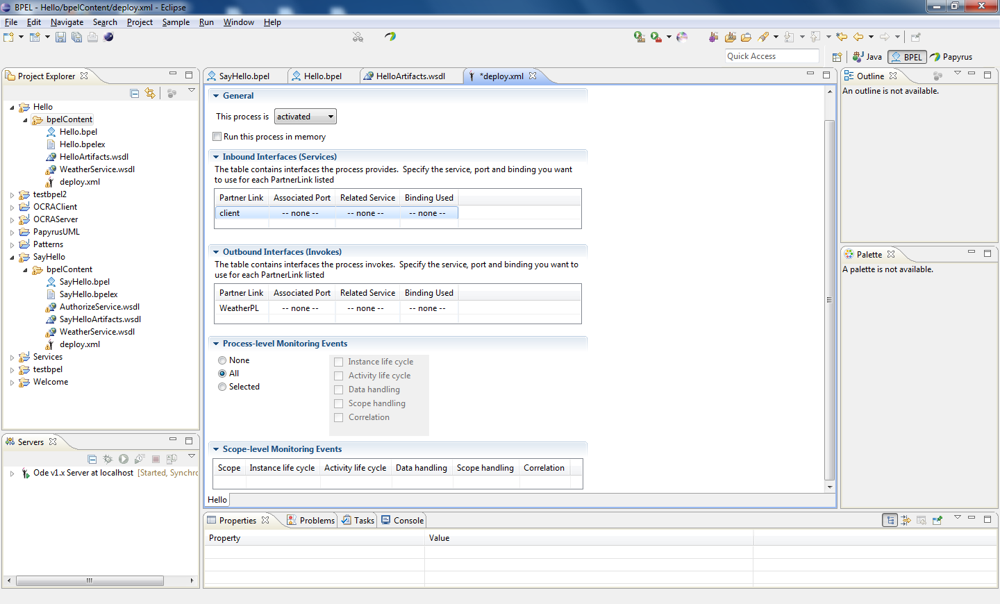 BPEL - Hello/bpelContent/deploy.xml - Eclipse
File Edit Navigate Search Project Sample Run Window Help
Quick Access
Java BPEL Papyrus
Project Explorer
Hello
bpelContent
Hello.bpel
Hello.bpelex
HelloArtifacts.wsdl
WeatherService.wsdl
deploy.xml
testbpel2
OCRAClient
OCRAServer
PapyrusUML
Patterns
SayHello
bpelContent
SayHello.bpel
SayHello.bpelex
AuthorizeService.wsdl
SayHelloArtifacts.wsdl
WeatherService.wsdl
deploy.xml
Services
testbpel
Welcome
Servers
Ode v1.x Server at localhost [Started, Synchro
SayHello.bpel Hello.bpel HelloArtifacts.wsdl *deploy.xml
General
This process is activated
Run this process in memory
Inbound Interfaces (Services)
The table contains interfaces the process provides. Specify the service, port and binding you want
to use for each PartnerLink listed
Partner Link Associated Port Related Service Binding Used
client -- none -- -- none -- -- none --
Outbound Interfaces (Invokes)
The table contains interfaces the process invokes. Specify the service, port and binding you want to
use for each PartnerLink listed
Partner Link Associated Port Related Service Binding Used
WeatherPL -- none -- -- none -- -- none --
Process-level Monitoring Events
None
All
Selected
Instance life cycle
Activity life cycle
Data handling
Scope handling
Correlation
Scope-level Monitoring Events
Scope Instance life cycle Activity life cycle Data handling Scope handling Correlation
Hello
Outline
An outline is not available.
Palette
A palette is not available.
Properties Problems Tasks Console
Property Value